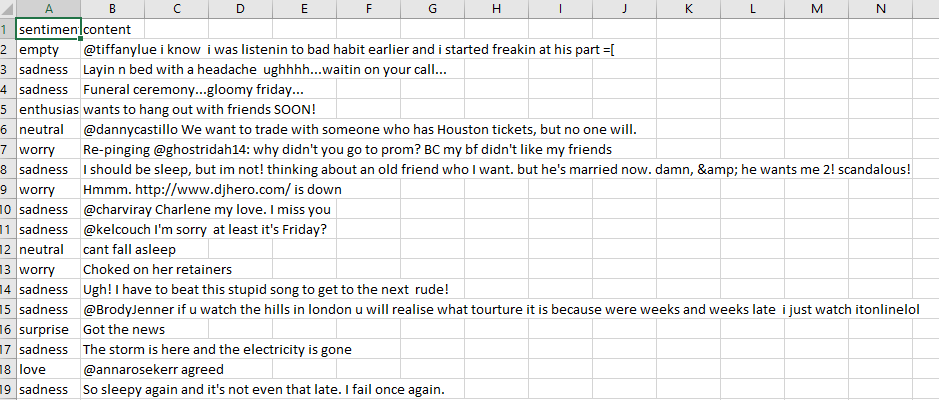 A B C D E F G H I J K L M N
1 sentiment content
2 empty @tiffanylue i know  i was listenin to bad habit earlier and i started freakin at his part =[
3 sadness Layin n bed with a headache  ughhhh...waitin on your call...
4 sadness Funeral ceremony...gloomy friday...
5 enthusias wants to hang out with friends SOON!
6 neutral @dannycastillo We want to trade with someone who has Houston tickets, but no one will.
7 worry Re-pinging @ghostridah14: why didn't you go to prom? BC my bf didn't like my friends
8 sadness I should be sleep, but im not! thinking about an old friend who I want. but he's married now. damn, &amp; he wants me 2! scandalous!
9 worry Hmmm. http://www.djhero.com/ is down
10 sadness @charviray Charlene my love. I miss you
11 sadness @kelcouch I'm sorry  at least it's Friday?
12 neutral cant fall asleep
13 worry Choked on her retainers
14 sadness Ugh! I have to beat this stupid song to get to the next  rude!
15 sadness @BrodyJenner if u watch the hills in london u will realise what tourture it is because were weeks and weeks late  i just watch itonlinelol
16 surprise Got the news
17 sadness The storm is here and the electricity is gone
18 love @annarosekerr agreed
19 sadness So sleepy again and it's not even that late. I fail once again.